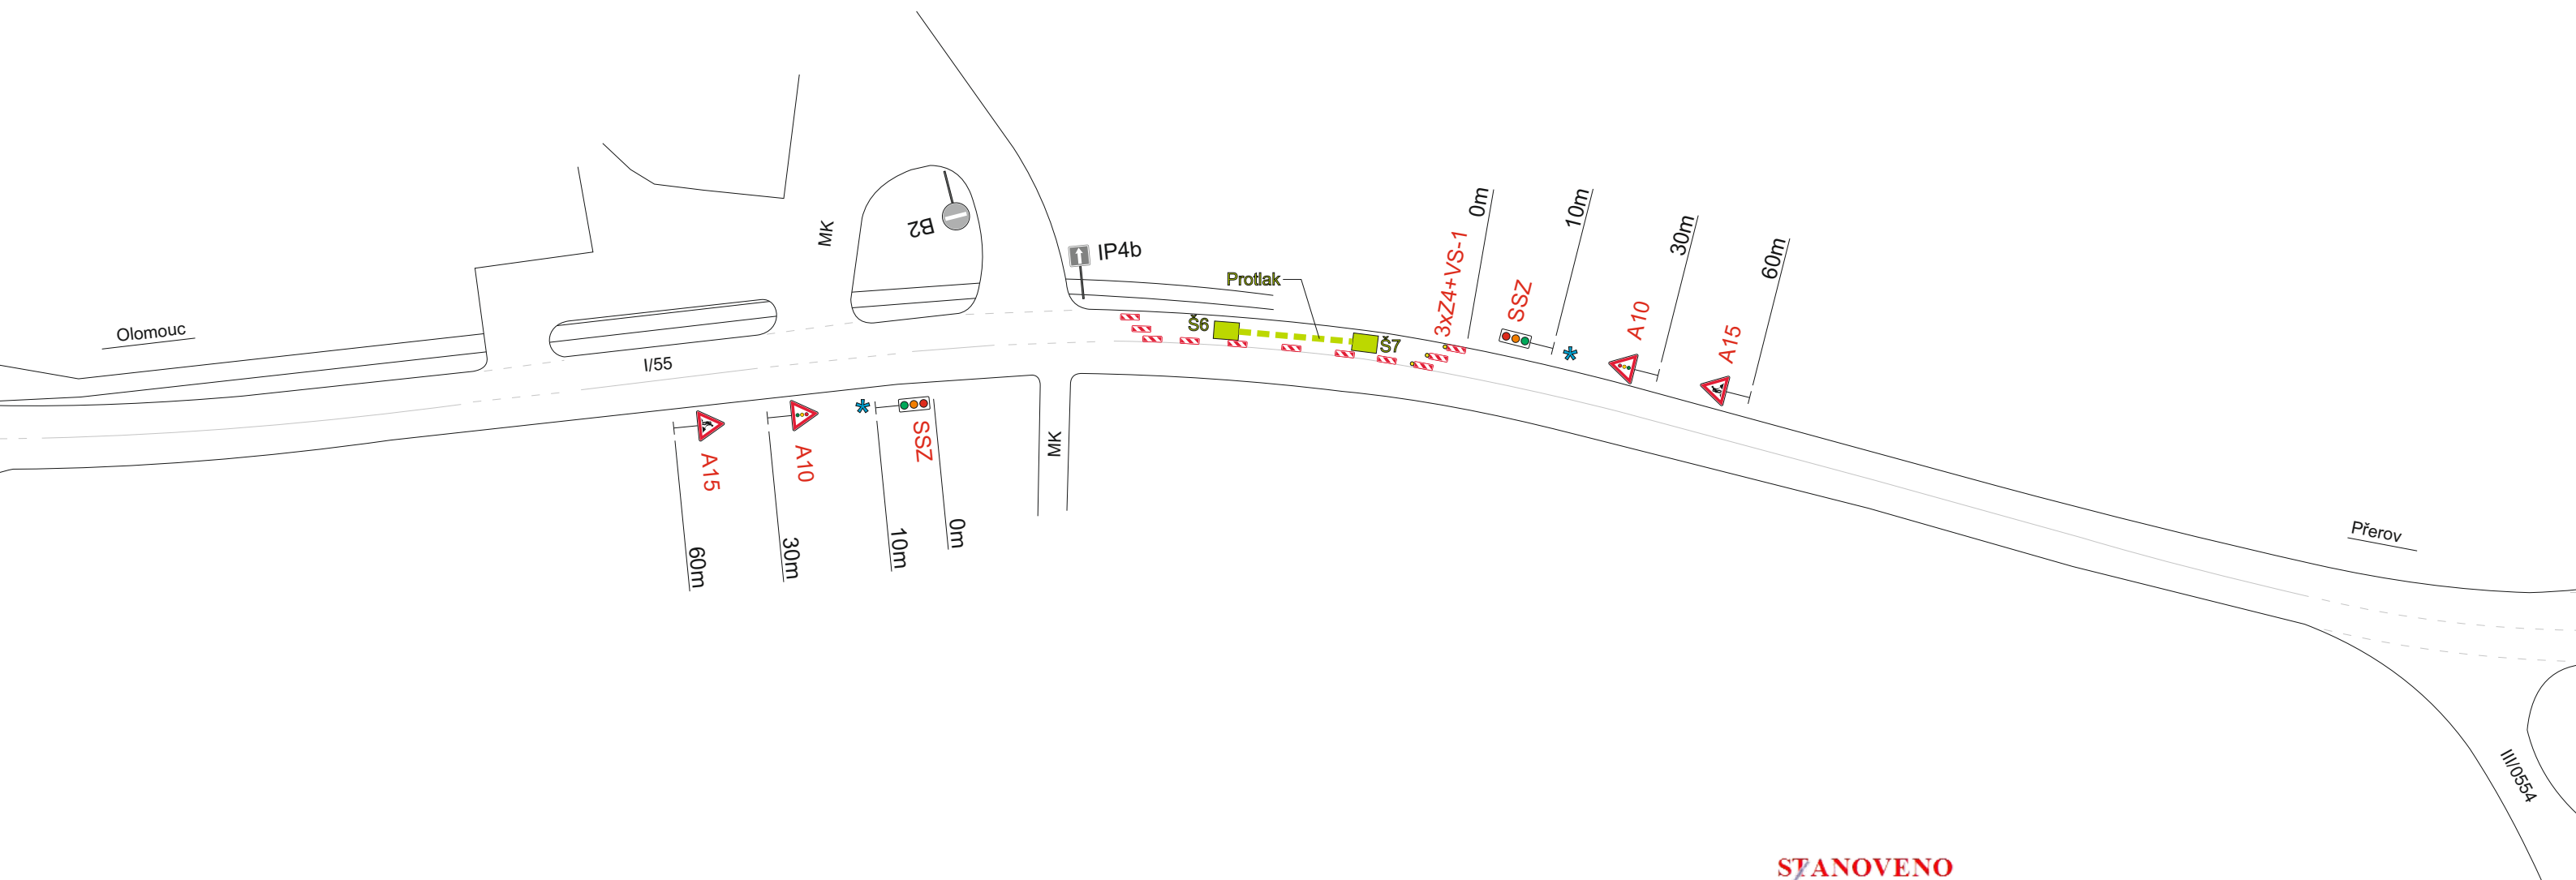 Olomouc
I/55
MK
B2
IP4b
Protlak
Š6
Š7
3xZ4+VS-1
0m
SSZ
10m
A10
30m
A15
60m
A15
60m
A10
30m
10m
SSZ
0m
MK
Přerov
III/0554
STANOVENO